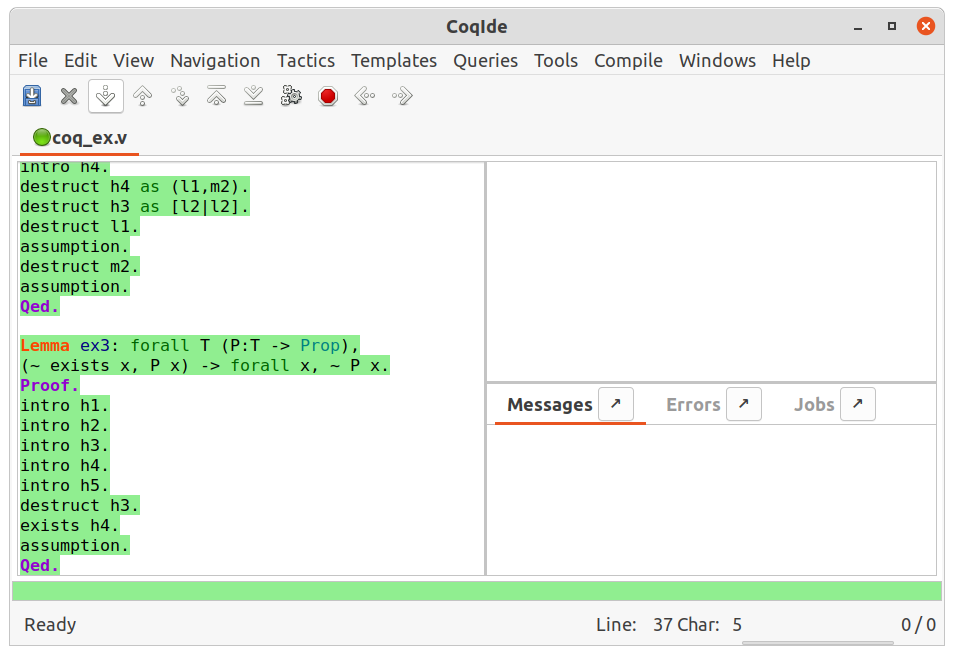 CoqIde
File Edit View Navigation Tactics Templates Queries Tools Compile Windows Help
coq_ex.v
intro h4.
destruct h4 as (l1,m2).
destruct h3 as [l2|l2].
destruct l1.
assumption.
destruct m2.
assumption.
Qed.
Lemma ex3: forall T (P:T -> Prop),
(~ exists x, P x) -> forall x, ~ P x.
Proof.
intro h1.
intro h2.
intro h3.
intro h4.
intro h5.
destruct h3.
exists h4.
assumption.
Qed.
Messages Errors Jobs
Ready Line: 37 Char: 5 0 / 0